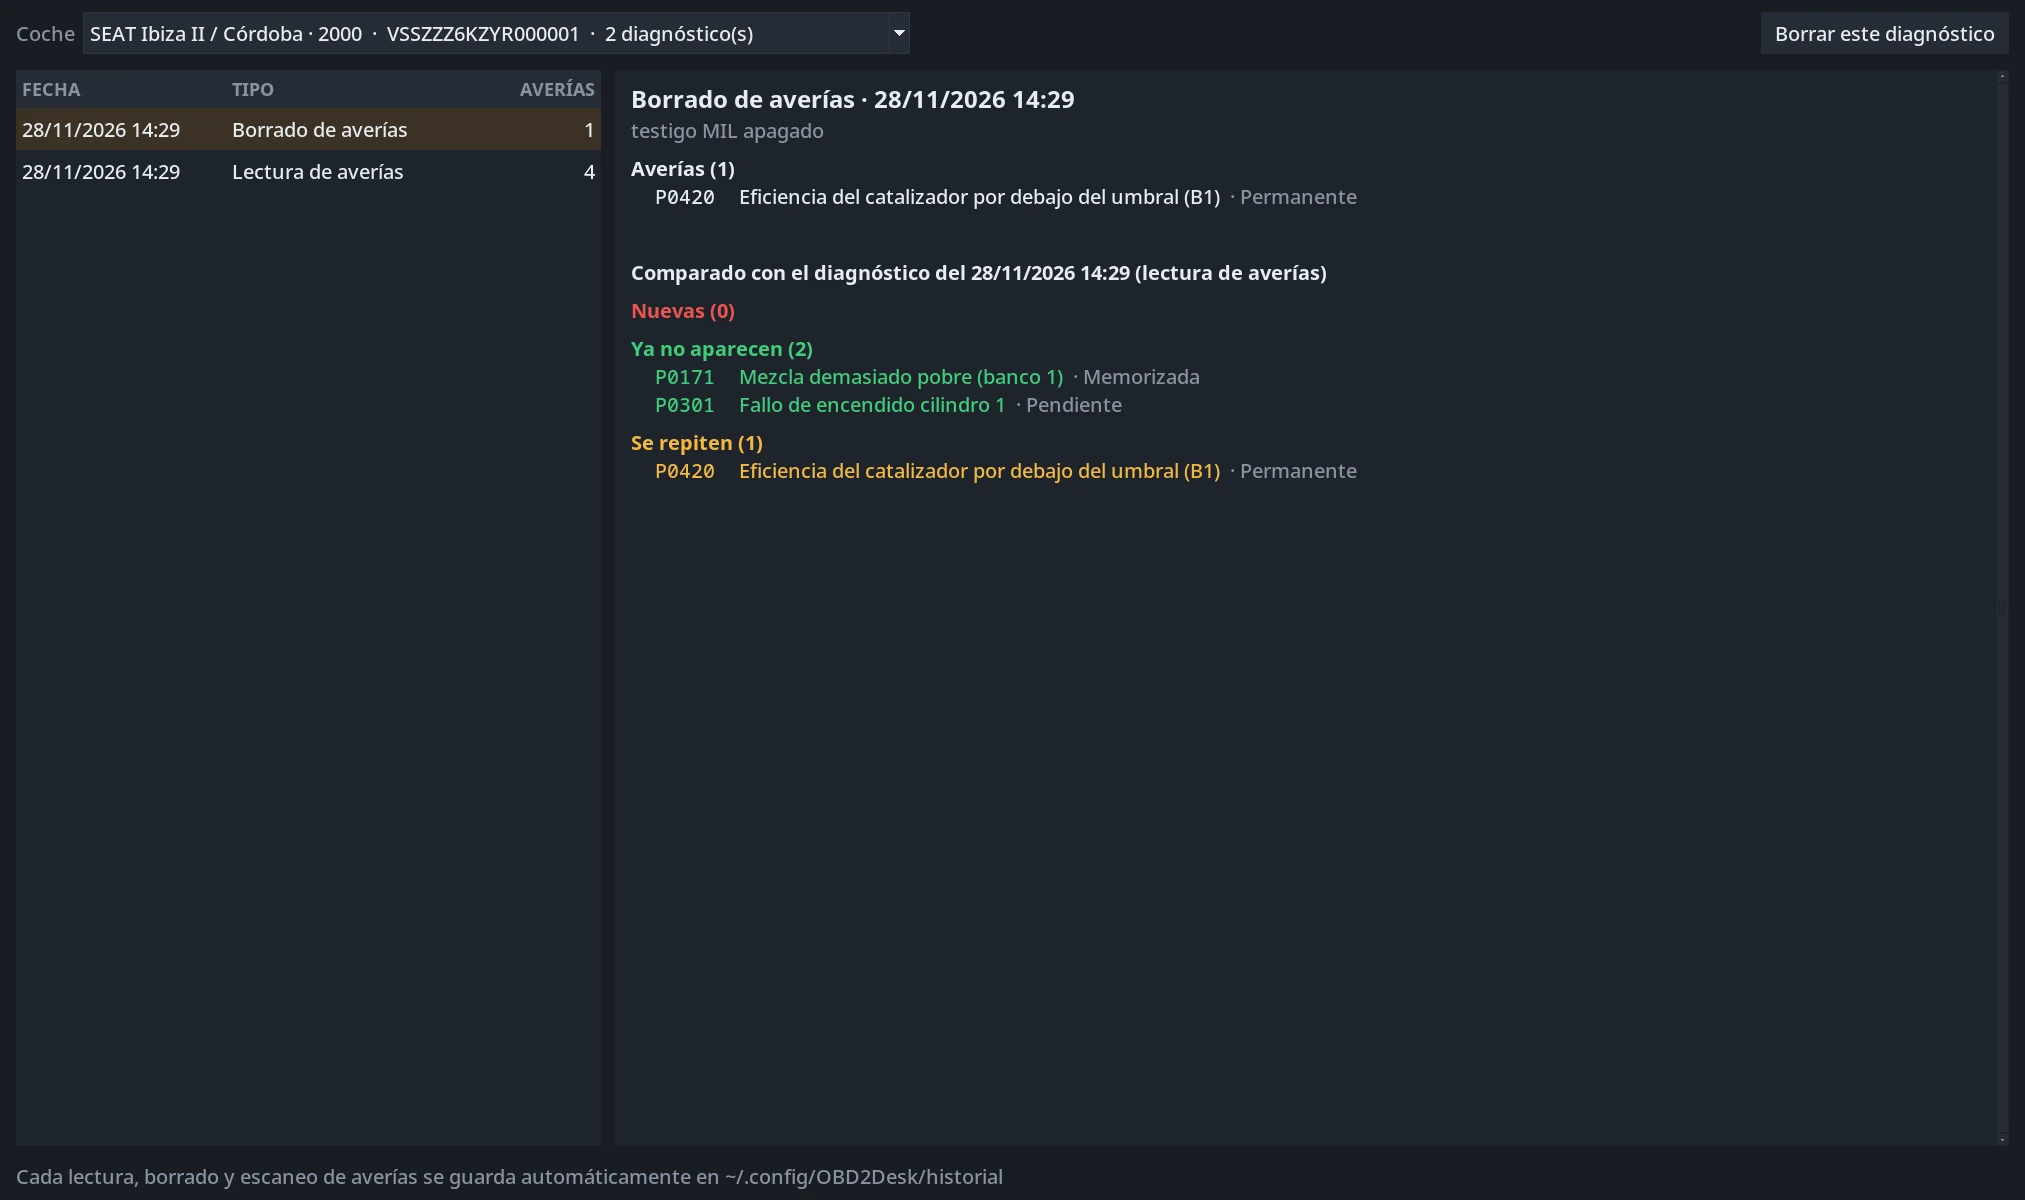 Coche SEAT Ibiza II / Córdoba · 2000 · VSSZZZ6KZYR000001 · 2 diagnóstico(s) Borrar este diagnóstico
FECHA TIPO AVERÍAS
28/11/2026 14:29 Borrado de averías 1
28/11/2026 14:29 Lectura de averías 4
Borrado de averías · 28/11/2026 14:29
testigo MIL apagado
Averías (1)
P0420 Eficiencia del catalizador por debajo del umbral (B1) · Permanente
Comparado con el diagnóstico del 28/11/2026 14:29 (lectura de averías)
Nuevas (0)
Ya no aparecen (2)
P0171 Mezcla demasiado pobre (banco 1) · Memorizada
P0301 Fallo de encendido cilindro 1 · Pendiente
Se repiten (1)
P0420 Eficiencia del catalizador por debajo del umbral (B1) · Permanente
Cada lectura, borrado y escaneo de averías se guarda automáticamente en ~/.config/OBD2Desk/historial